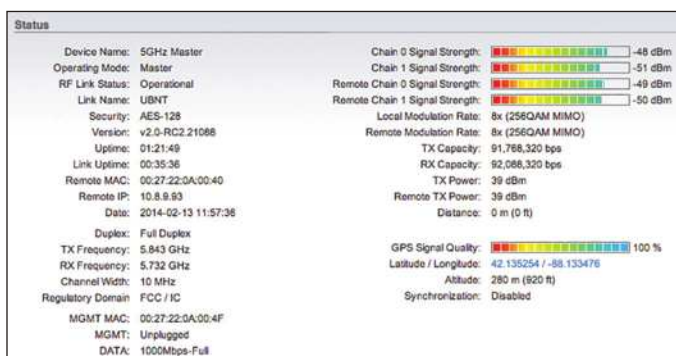 Status
Device Name: 5GHz Master
Operating Mode: Master
RF Link Status: Operational
Link Name: UBNT
Security: AES-128
Version: v2.0-RC2.21088
Uptime: 01:21:49
Link Uptime: 00:35:36
Remote MAC: 00:27:22:0A:00:40
Remote IP: 10.8.9.93
Date: 2014-02-13 11:57:36
Duplex: Full Duplex
TX Frequency: 5.843 GHz
RX Frequency: 5.732 GHz
Channel Width: 10 MHz
Regulatory Domain FCC / IC
MGMT MAC: 00:27:22:0A:00:4F
MGMT: Unplugged
DATA: 1000Mbps-Full
Chain 0 Signal Strength: -48 dBm
Chain 1 Signal Strength: -51 dBm
Remote Chain 0 Signal Strength: -49 dBm
Remote Chain 1 Signal Strength: -50 dBm
Local Modulation Rate: 8x (256QAM MIMO)
Remote Modulation Rate: 8x (256QAM MIMO)
TX Capacity: 91,768,320 bps
RX Capacity: 92,088,320 bps
TX Power: 39 dBm
Remote TX Power: 39 dBm
Distance: 0 m (0 ft)
GPS Signal Quality: 100 %
Latitude / Longitude: 42.135254 / -88.133476
Altitude: 280 m (920 ft)
Synchronization: Disabled